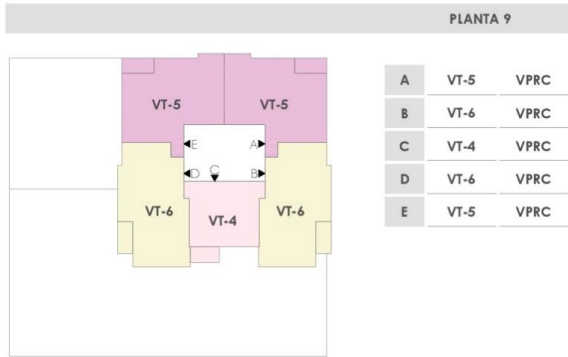 PLANTA 9
VT-5 VT-5
E A
D C B
VT-6 VT-4 VT-6
A VT-5 VPRC
B VT-6 VPRC
C VT-4 VPRC
D VT-6 VPRC
E VT-5 VPRC